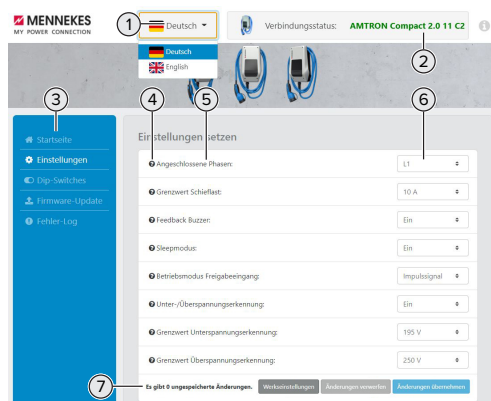 MENNEKES
MY POWER CONNECTION
1
Deutsch
Verbindungsstatus: AMTRON Compact 2.0 11 C2
Deutsch
English
2
3
4
5
6
Startseite
Einstellungen
Dip-Switches
Firmware-Update
Fehler-Log
Einstellungen setzen
Angeschlossene Phasen: L1
Grenzwert Schieflast: 10 A
Feedback Buzzer: Ein
Sleepmodus: Ein
Betriebsmodus Freigabeeingang: Impulssignal
Unter-/Überspannungserkennung: Ein
Grenzwert Unterspannungserkennung: 195 V
Grenzwert Überspannungserkennung: 250 V
7
Es gibt 0 ungespeicherte Änderungen. Werkseinstellungen Änderungen verwerfen Änderungen übernehmen